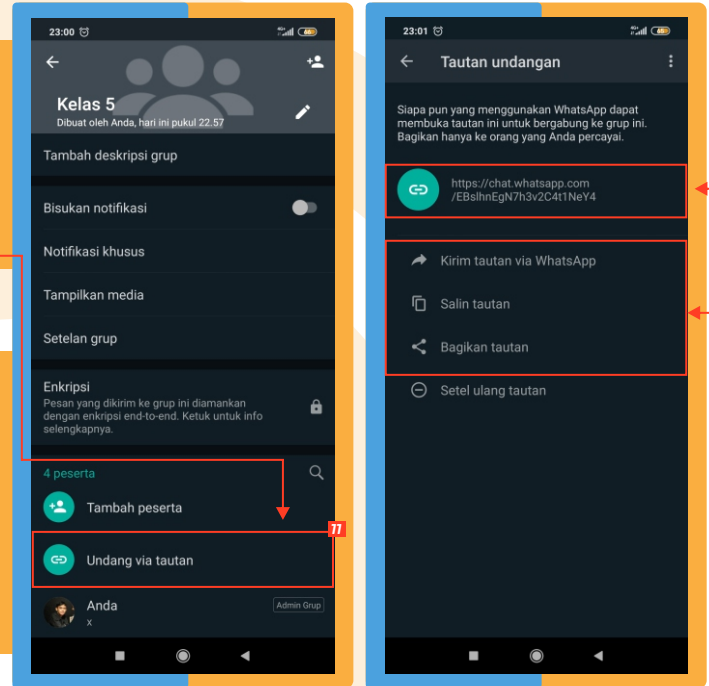 23:00
Kelas 5
Dibuat oleh Anda, hari ini pukul 22.57
Tambah deskripsi grup
Bisukan notifikasi
Notifikasi khusus
Tampilkan media
Setelan grup
Enkripsi
Pesan yang dikirim ke grup ini diamankan
dengan enkripsi end-to-end. Ketuk untuk info
selengkapnya.
4 peserta
Tambah peserta
11
Undang via tautan
Anda
Admin Grup
x
23:01
Tautan undangan
Siapa pun yang menggunakan WhatsApp dapat
membuka tautan ini untuk bergabung ke grup ini.
Bagikan hanya ke orang yang Anda percayai.
https://chat.whatsapp.com
/EBslhnEgN7h3v2C4t1NeY4
Kirim tautan via WhatsApp
Salin tautan
Bagikan tautan
Setel ulang tautan